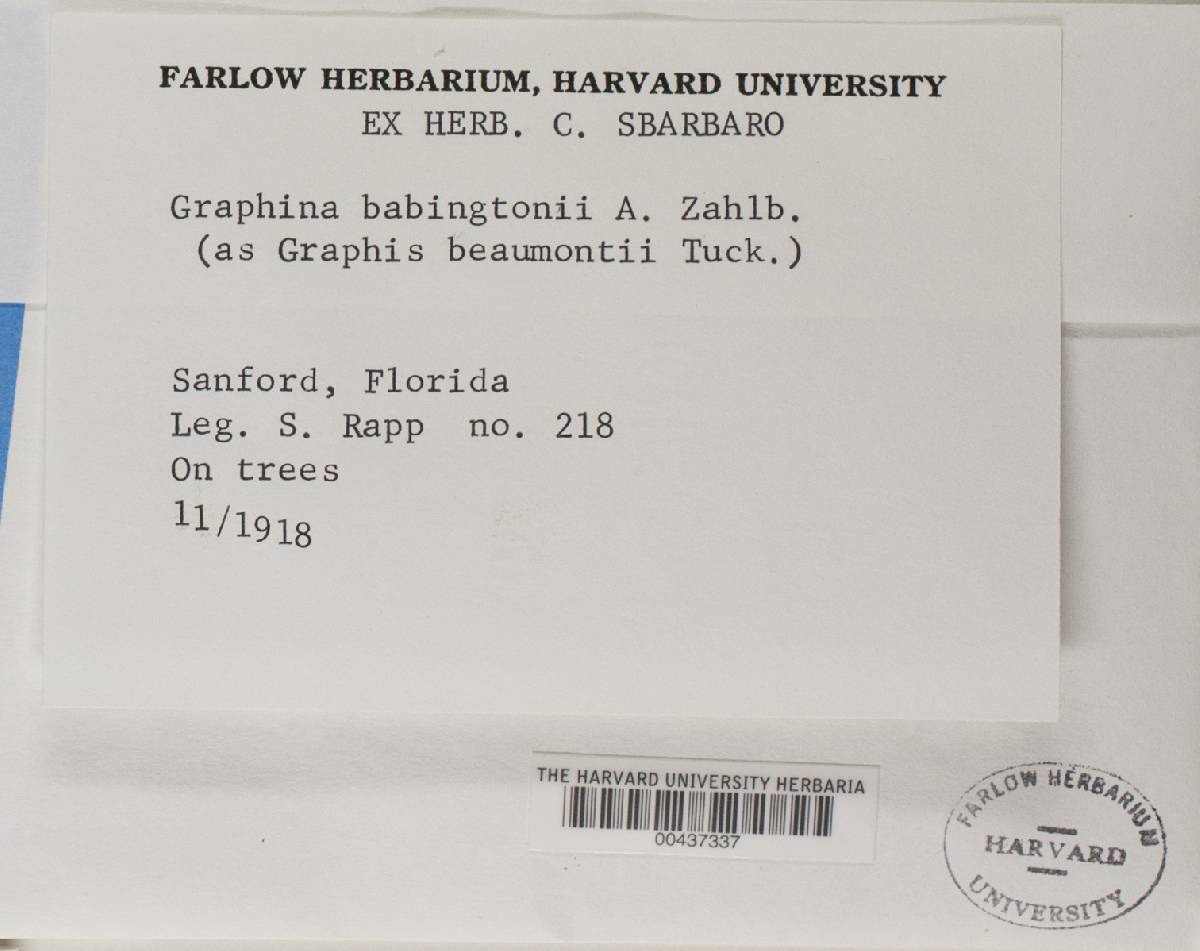 FARLOW HERBARIUM, HARVARD UNIVERSITY
EX HERB. C. SBARBARO
Graphina babingtonii A. Zahlb.
(as Graphis beaumontii Tuck.)
Sanford, Florida
Leg. S. Rapp no. 218
On trees
11/1918
THE HARVARD UNIVERSITY HERBARIA
00437337
FARLOW HERBARIUM
HARVARD
UNIVERSITY